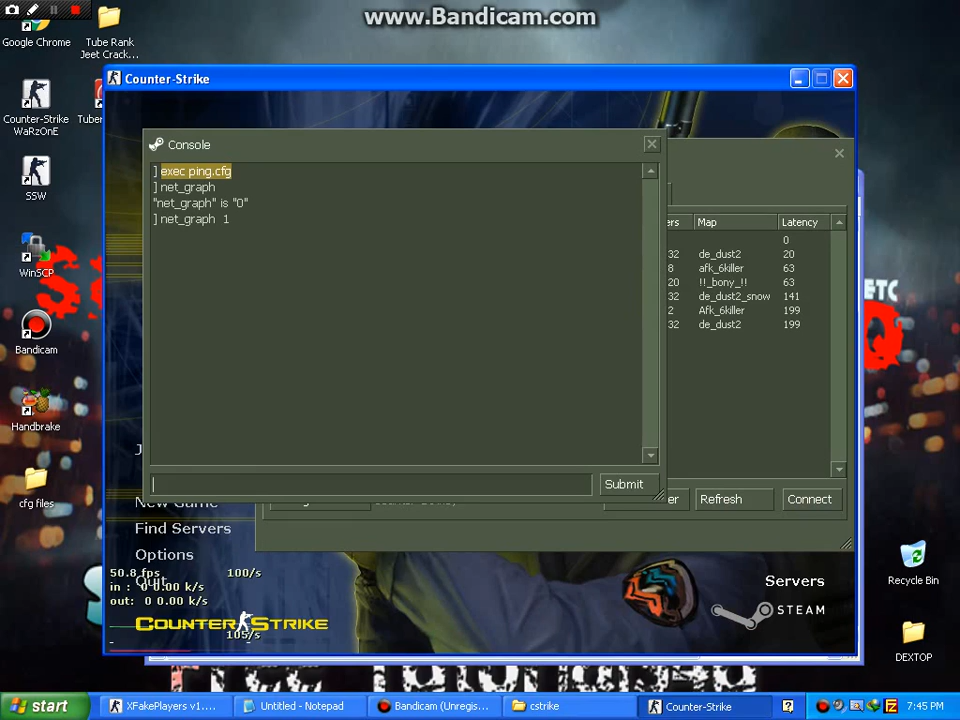 www.Bandicam.com
Google Chrome
Tube Rank
Jeet Crack...
Counter-Strike
WaRzOnE
SSW
WinSCP
Bandicam
Handbrake
cfg files
Counter-Strike
Console
] exec ping.cfg
] net_graph
"net_graph" is "0"
] net_graph 1
Submit
Map Latency
0
32 de_dust2 20
8 afk_6killer 63
20 !!_bony_!! 63
32 de_dust2_snow 141
2 Afk_6killer 199
32 de_dust2 199
Refresh
Connect
New Game
Find Servers
Options
Quit
50.8 fps 100/s
in : 0 0.00 k/s
out: 0 0.00 k/s
105/s
COUNTER STRIKE
Servers
STEAM
Recycle Bin
DEXTOP
start
XFakePlayers v1....
Untitled - Notepad
Bandicam (Unregis...
cstrike
Counter-Strike
7:45 PM